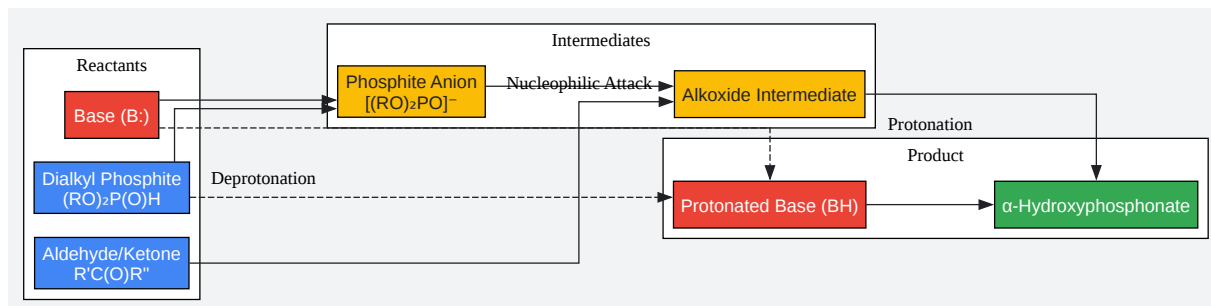 Reactants
Base (B:)
Dialkyl Phosphite
(RO)₂P(O)H
Aldehyde/Ketone
R'C(O)R"
Deprotonation
Intermediates
Phosphite Anion
[(RO)₂PO]⁻
Nucleophilic Attack
Alkoxide Intermediate
Protonation
Product
Protonated Base (BH)
α-Hydroxyphosphonate